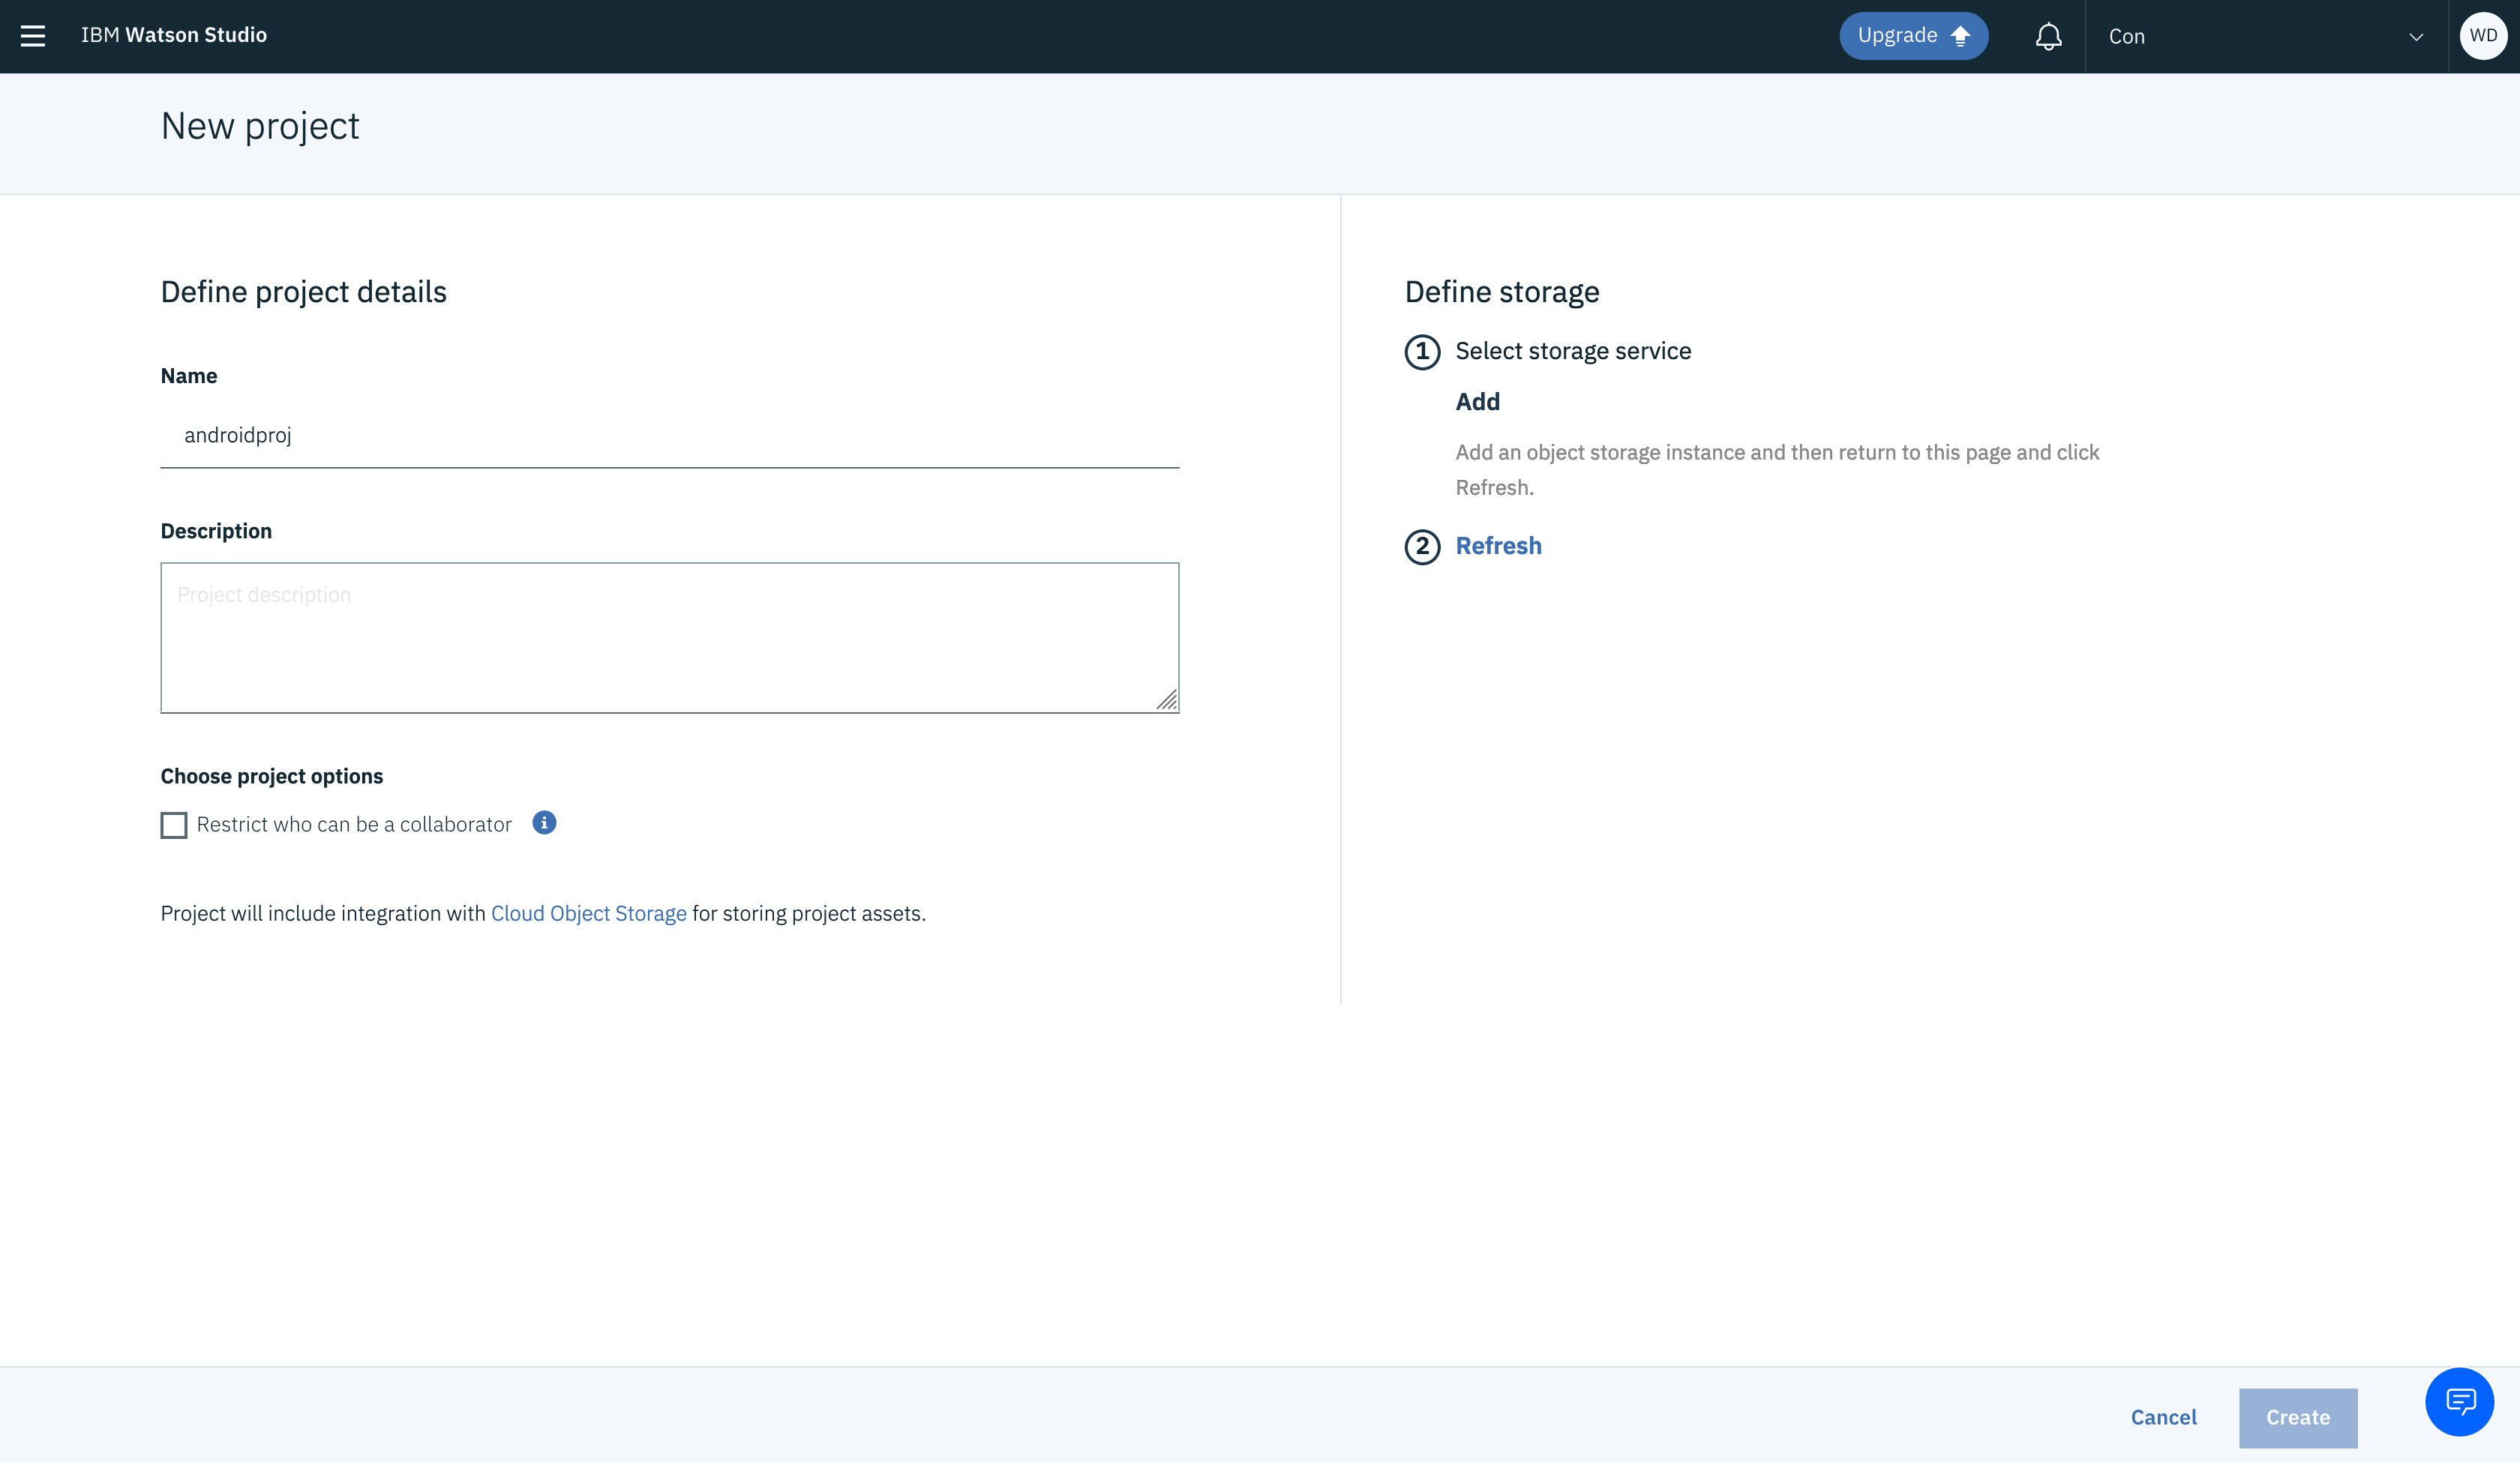 IBM Watson Studio
Upgrade
Con
WD
New project
Define project details
Name
androidproj
Description
Project description
Choose project options
Restrict who can be a collaborator
Project will include integration with Cloud Object Storage for storing project assets.
Define storage
1 Select storage service
Add
Add an object storage instance and then return to this page and click
Refresh.
2 Refresh
Cancel
Create